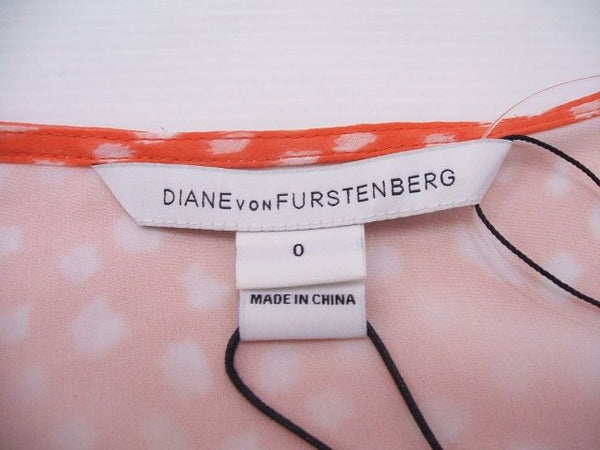 DIANE VON FURSTENBERG
0
MADE IN CHINA